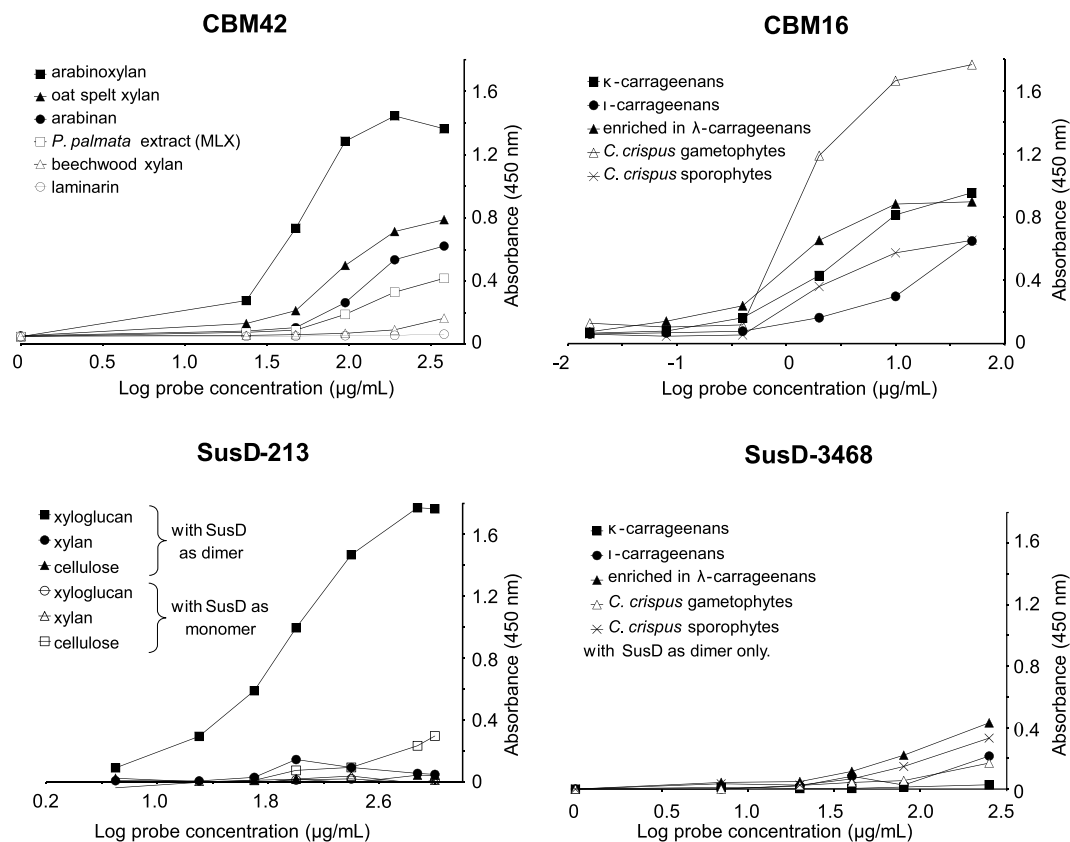 CBM42
arabinoxylan
oat spelt xylan
arabinan
P. palmata extract (MLX)
beechwood xylan
laminarin
1.6
1.2
0.8
0.4
0
Absorbance (450 nm)
0 1.0 1.5 2.0 2.5
Log probe concentration (µg/mL)
CBM16
κ-carrageenans
ι-carrageenans
enriched in λ-carrageenans
C. crispus gametophytes
C. crispus sporophytes
1.6
1.2
0.8
0.4
0
Absorbance (450 nm)
-2 -1 0 1.0 2.0
Log probe concentration (µg/mL)
SusD-213
xyloglucan
xylan
cellulose
with SusD
as dimer
xyloglucan
xylan
cellulose
with SusD as
monomer
1.6
1.2
0.8
0.4
0
Absorbance (450 nm)
0.2 1.0 1.8 2.6
Log probe concentration (µg/mL)
SusD-3468
κ-carrageenans
ι-carrageenans
enriched in λ-carrageenans
C. crispus gametophytes
C. crispus sporophytes
with SusD as dimer only.
1.6
1.2
0.8
0.4
0
Absorbance (450 nm)
0 1.0 1.5 2.0 2.5
Log probe concentration (µg/mL)